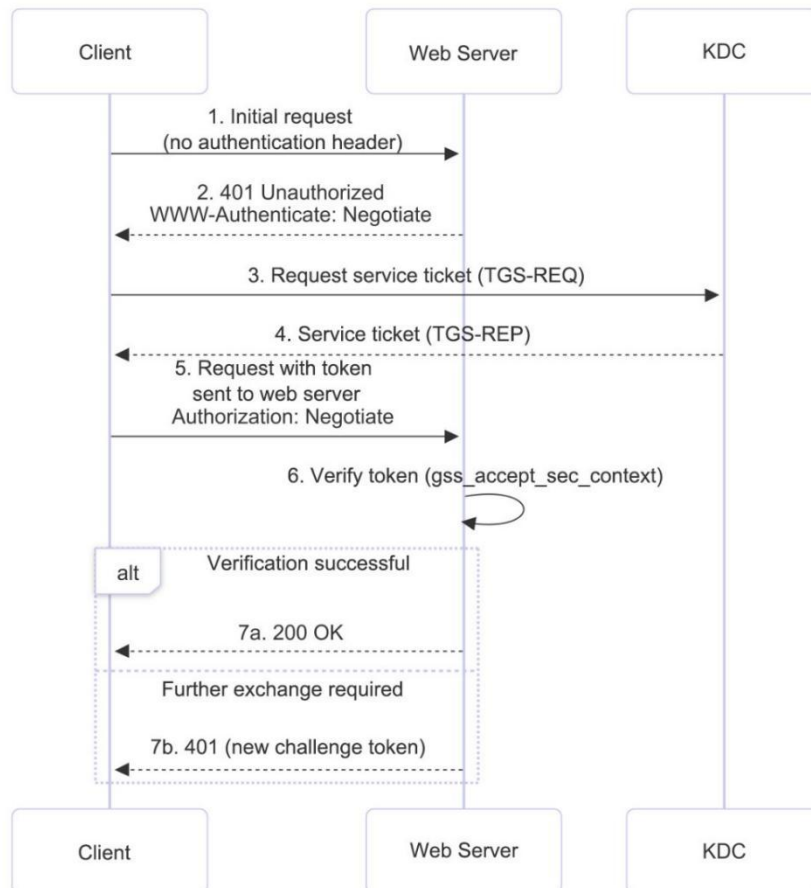 Client
Web Server
KDC
1. Initial request
(no authentication header)
2. 401 Unauthorized
WWW-Authenticate: Negotiate
3. Request service ticket (TGS-REQ)
4. Service ticket (TGS-REP)
5. Request with token
sent to web server
Authorization: Negotiate
6. Verify token (gss_accept_sec_context)
alt
Verification successful
7a. 200 OK
Further exchange required
7b. 401 (new challenge token)
Client
Web Server
KDC